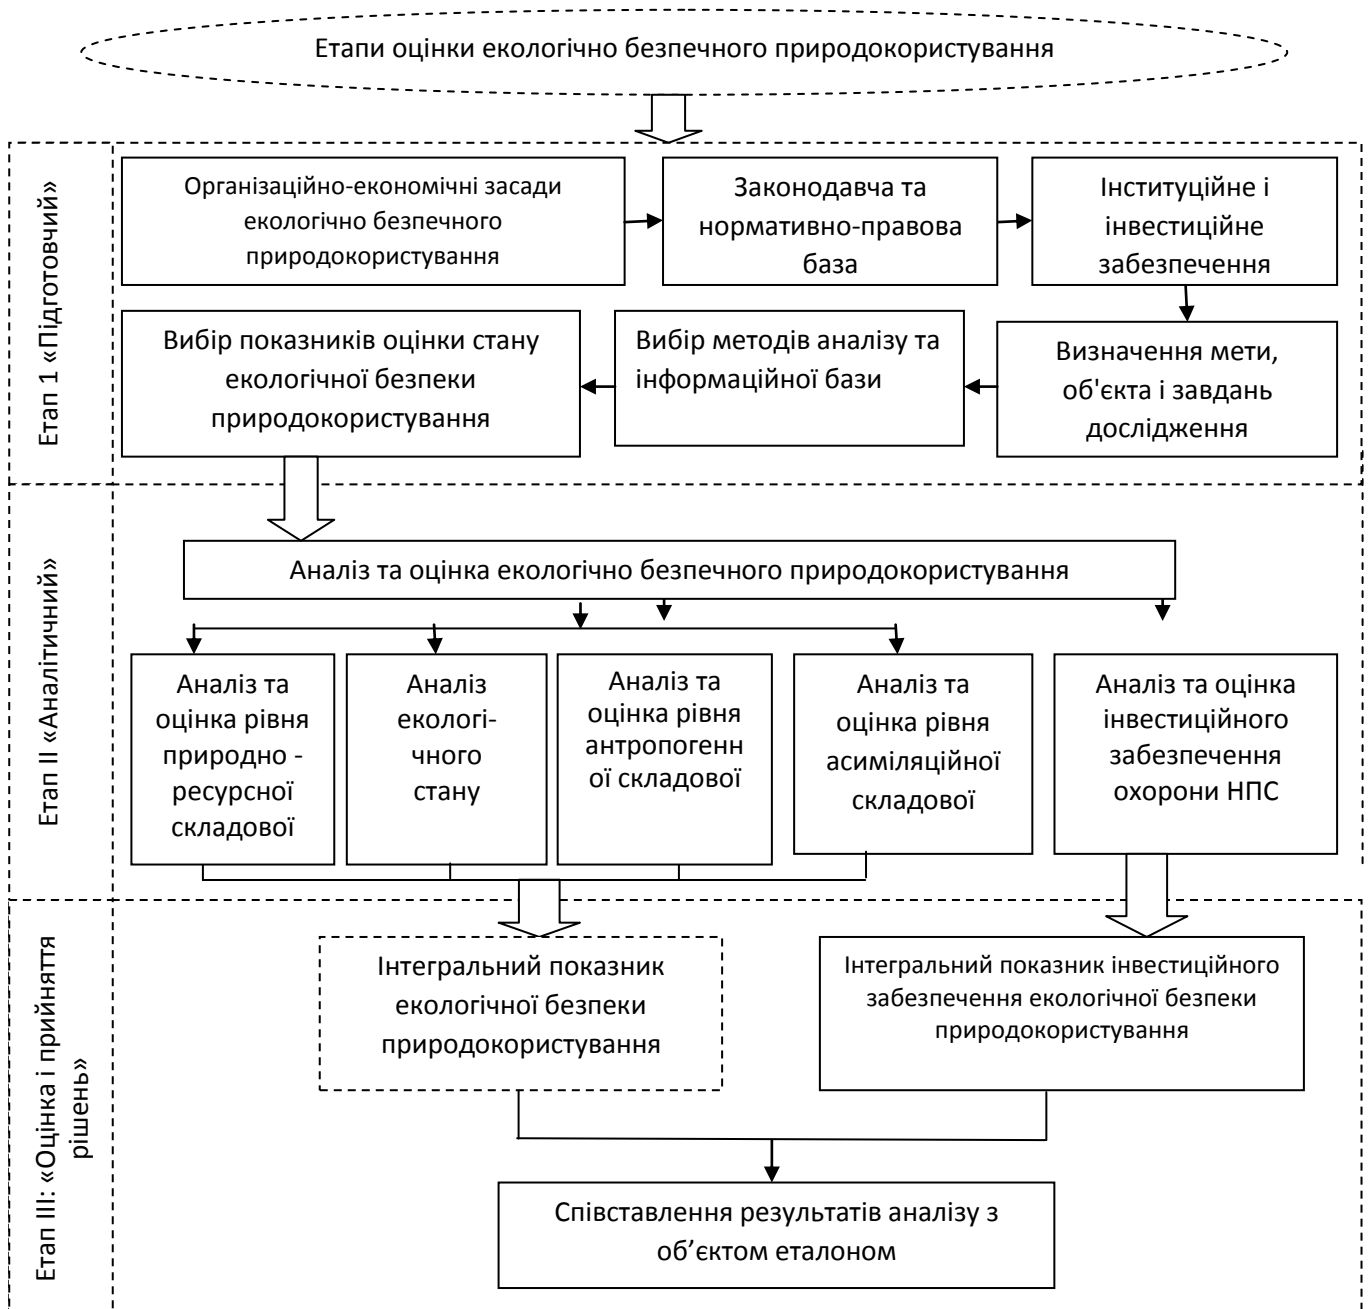 Етапи оцінки екологічно безпечного природокористування
Етап 1 «Підготовчий»
Організаційно-економічні засади
екологічно безпечного
природокористування
Законодавча та
нормативно-правова
база
Інституційне і
інвестиційне
забезпечення
Вибір показників оцінки стану
екологічної безпеки
природокористування
Вибір методів аналізу та
інформаційної бази
Визначення мети,
об'єкта і завдань
дослідження
Етап II «Аналітичний»
Аналіз та оцінка екологічно безпечного природокористування
Аналіз та
оцінка рівня
природно -
ресурсної
складової
Аналіз
екологі-
чного
стану
Аналіз та
оцінка рівня
антропогенн
ої складової
Аналіз та
оцінка рівня
асиміляційної
складової
Аналіз та оцінка
інвестиційного
забезпечення
охорони НПС
Етап III: «Оцінка і прийняття
рішень»
Інтегральний показник
екологічної безпеки
природокористування
Інтегральний показник інвестиційного
забезпечення екологічної безпеки
природокористування
Співставлення результатів аналізу з
об’єктом еталоном